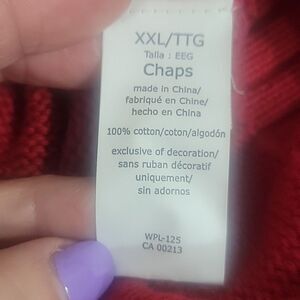 XXL/TTG
Talla : EEG
Chaps
made in China/
fabriqué en Chine/
hecho en China
100% cotton/coton/algodón
exclusive of decoration/
sans ruban décoratif
uniquement/
sin adornos
WPL-125
CA 00213